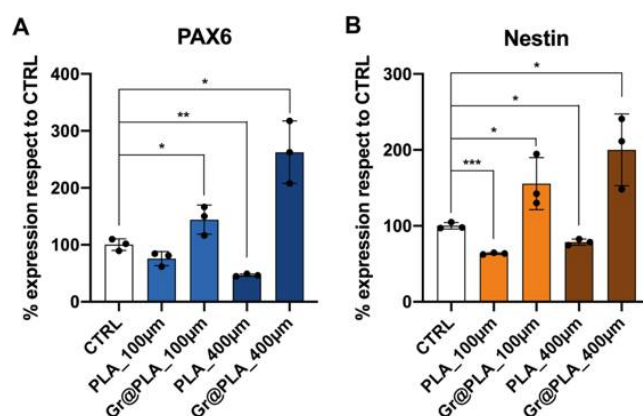 A
PAX6
% expression respect to CTRL
400
300
200
100
0
*
**
*
CTRL
PLA_100µm
Gr@PLA_100µm
PLA_400µm
Gr@PLA_400µm
B
Nestin
% expression respect to CTRL
300
200
100
0
*
*
*
***
CTRL
PLA_100µm
Gr@PLA_100µm
PLA_400µm
Gr@PLA_400µm